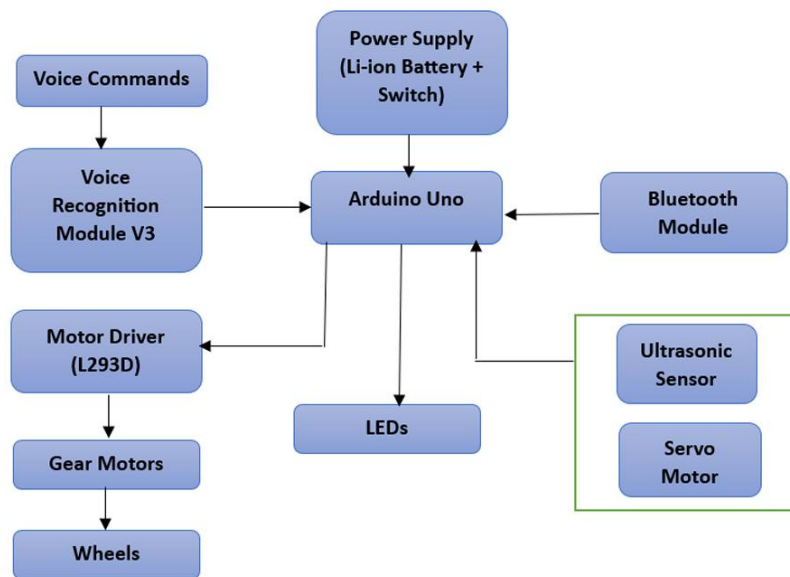 Power Supply
(Li-ion Battery +
Switch)
Voice Commands
Voice
Recognition
Module V3
Arduino Uno
Bluetooth
Module
Motor Driver
(L293D)
Ultrasonic
Sensor
LEDs
Servo
Motor
Gear Motors
Wheels